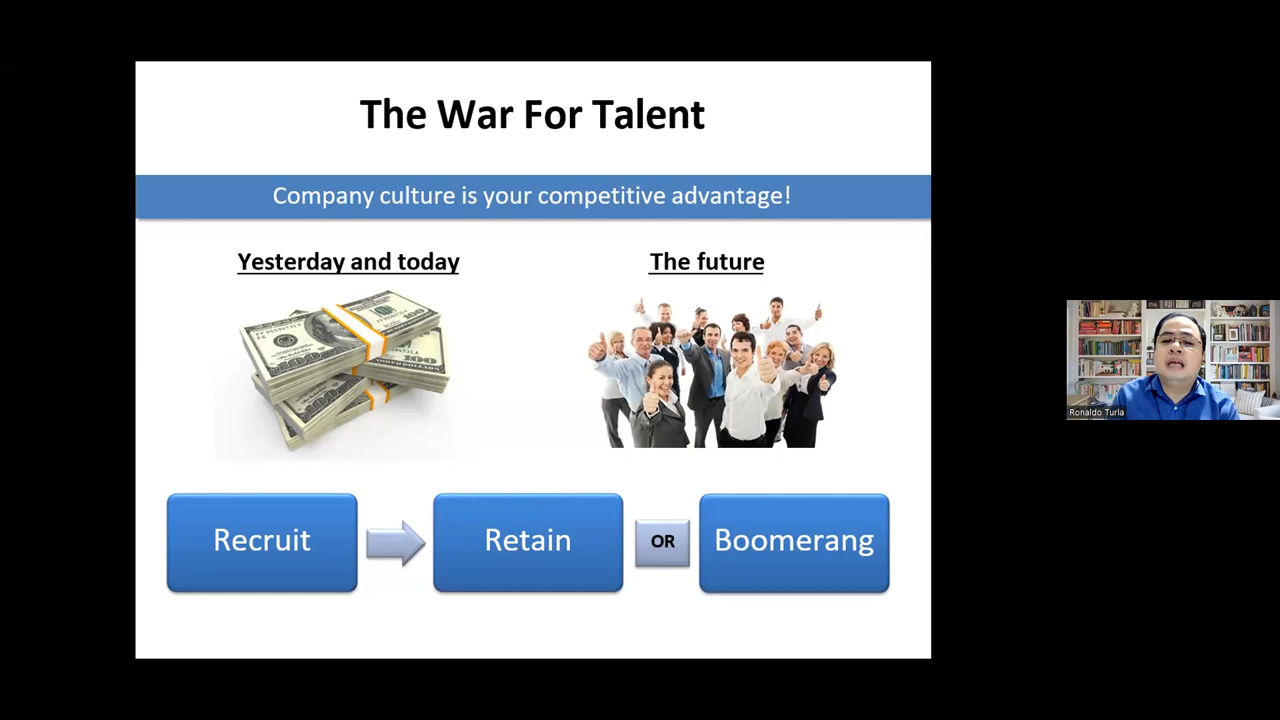 The War For Talent
Company culture is your competitive advantage!
Yesterday and today
The future
Recruit
Retain
OR
Boomerang
Ronaldo Turla